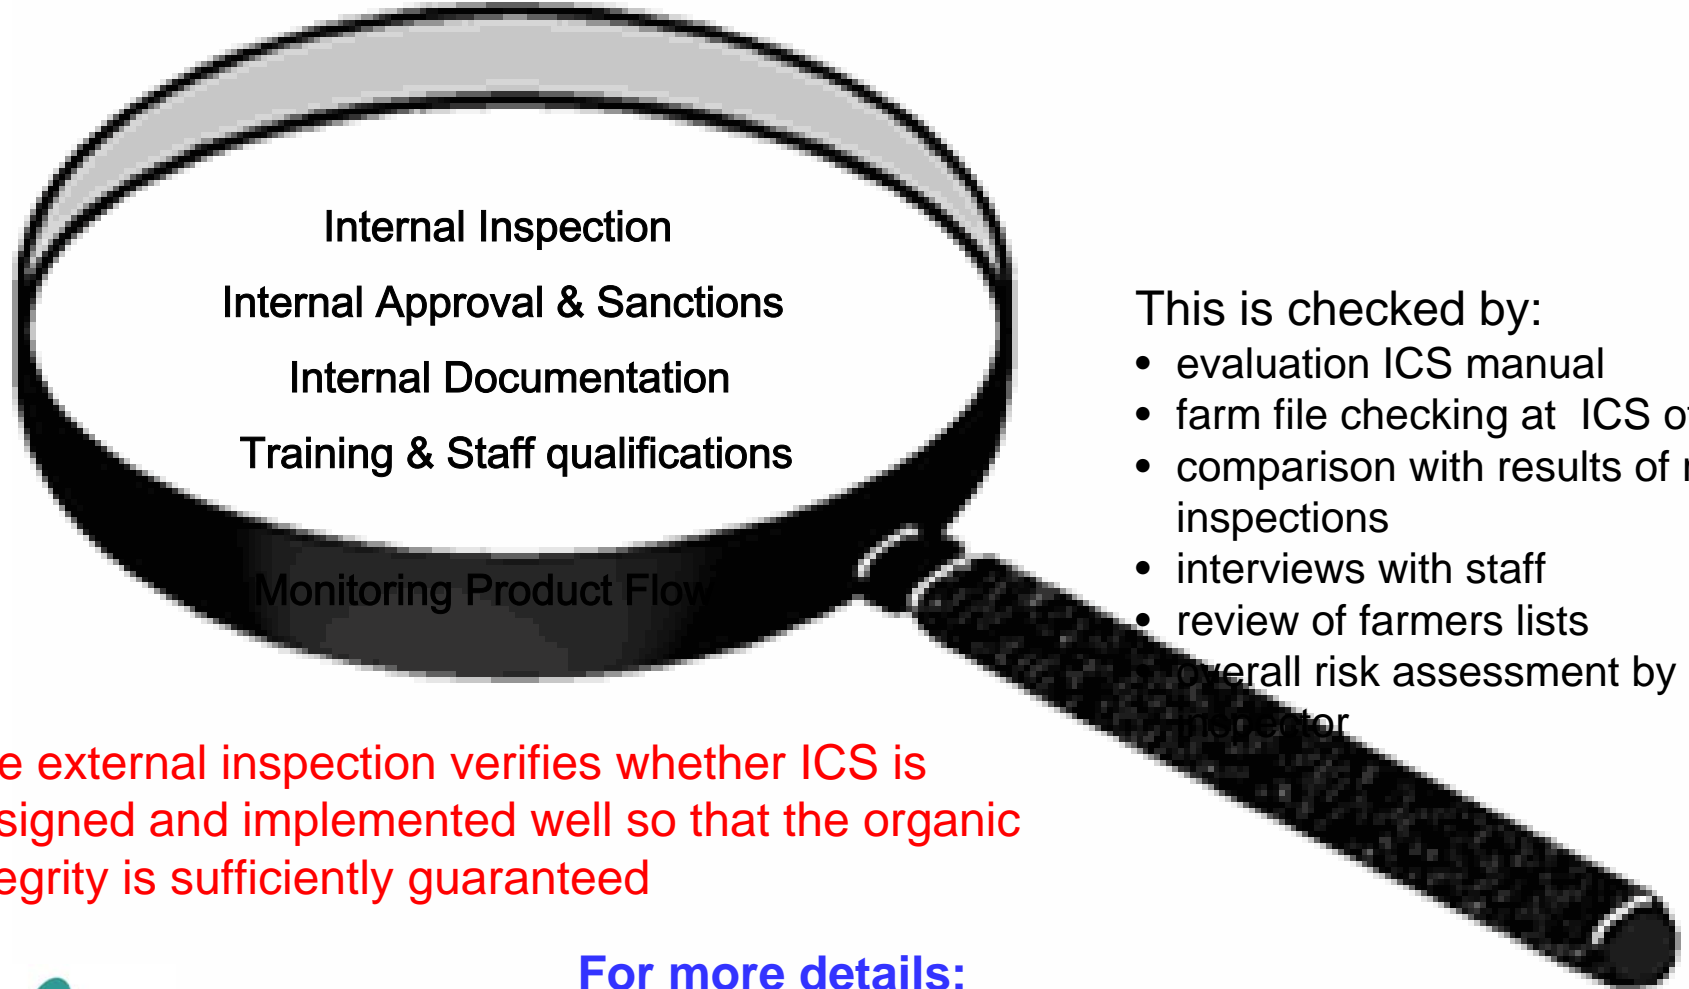 Internal Inspection
Internal Approval & Sanctions
Internal Documentation
Training & Staff qualifications
Monitoring Product Flow
This is checked by:
• evaluation ICS manual
• farm file checking at ICS
• comparison with results of
inspections
• interviews with staff
• review of farmers lists
• overall risk assessment by
inspector
external inspection verifies whether ICS is
and implemented well so that the organic
is sufficiently guaranteed
For more details: